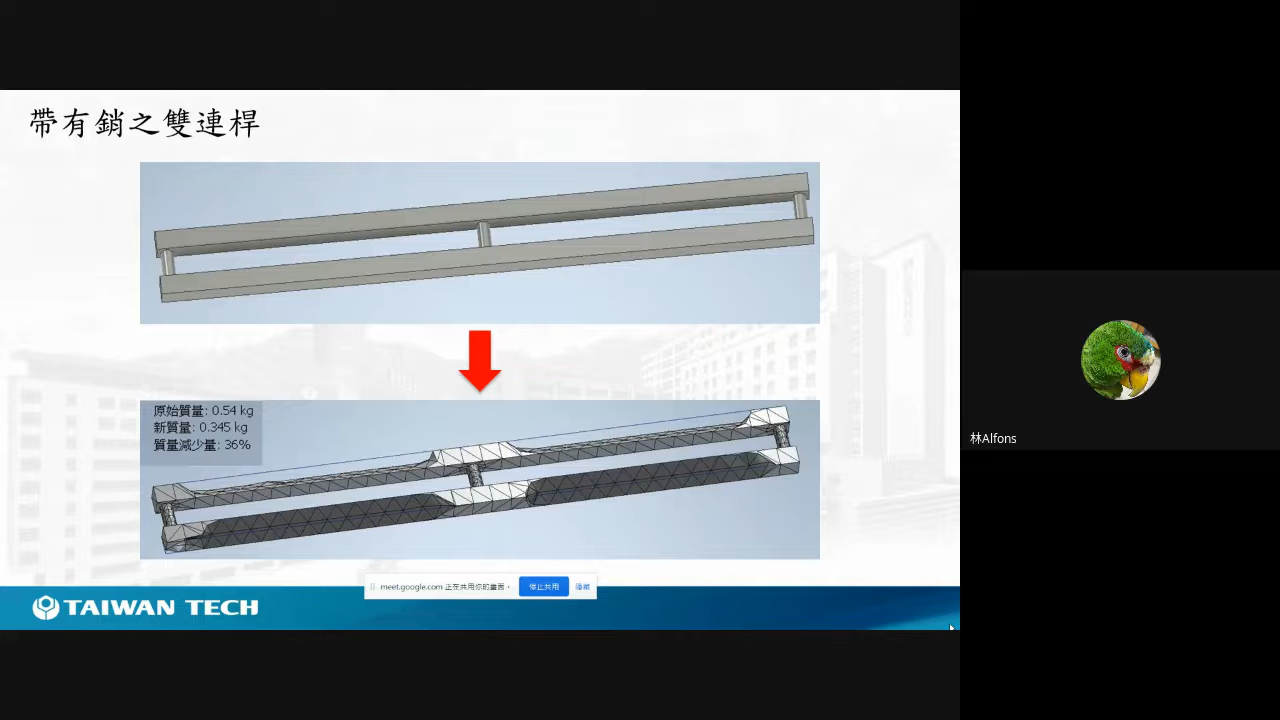 帶有銷之雙連桿
原始質量: 0.54 kg
新質量: 0.345 kg
質量減少量: 36%
林Alfons
meet.google.com 正在共用你的畫面。
停止共用
隱藏
TAIWAN TECH